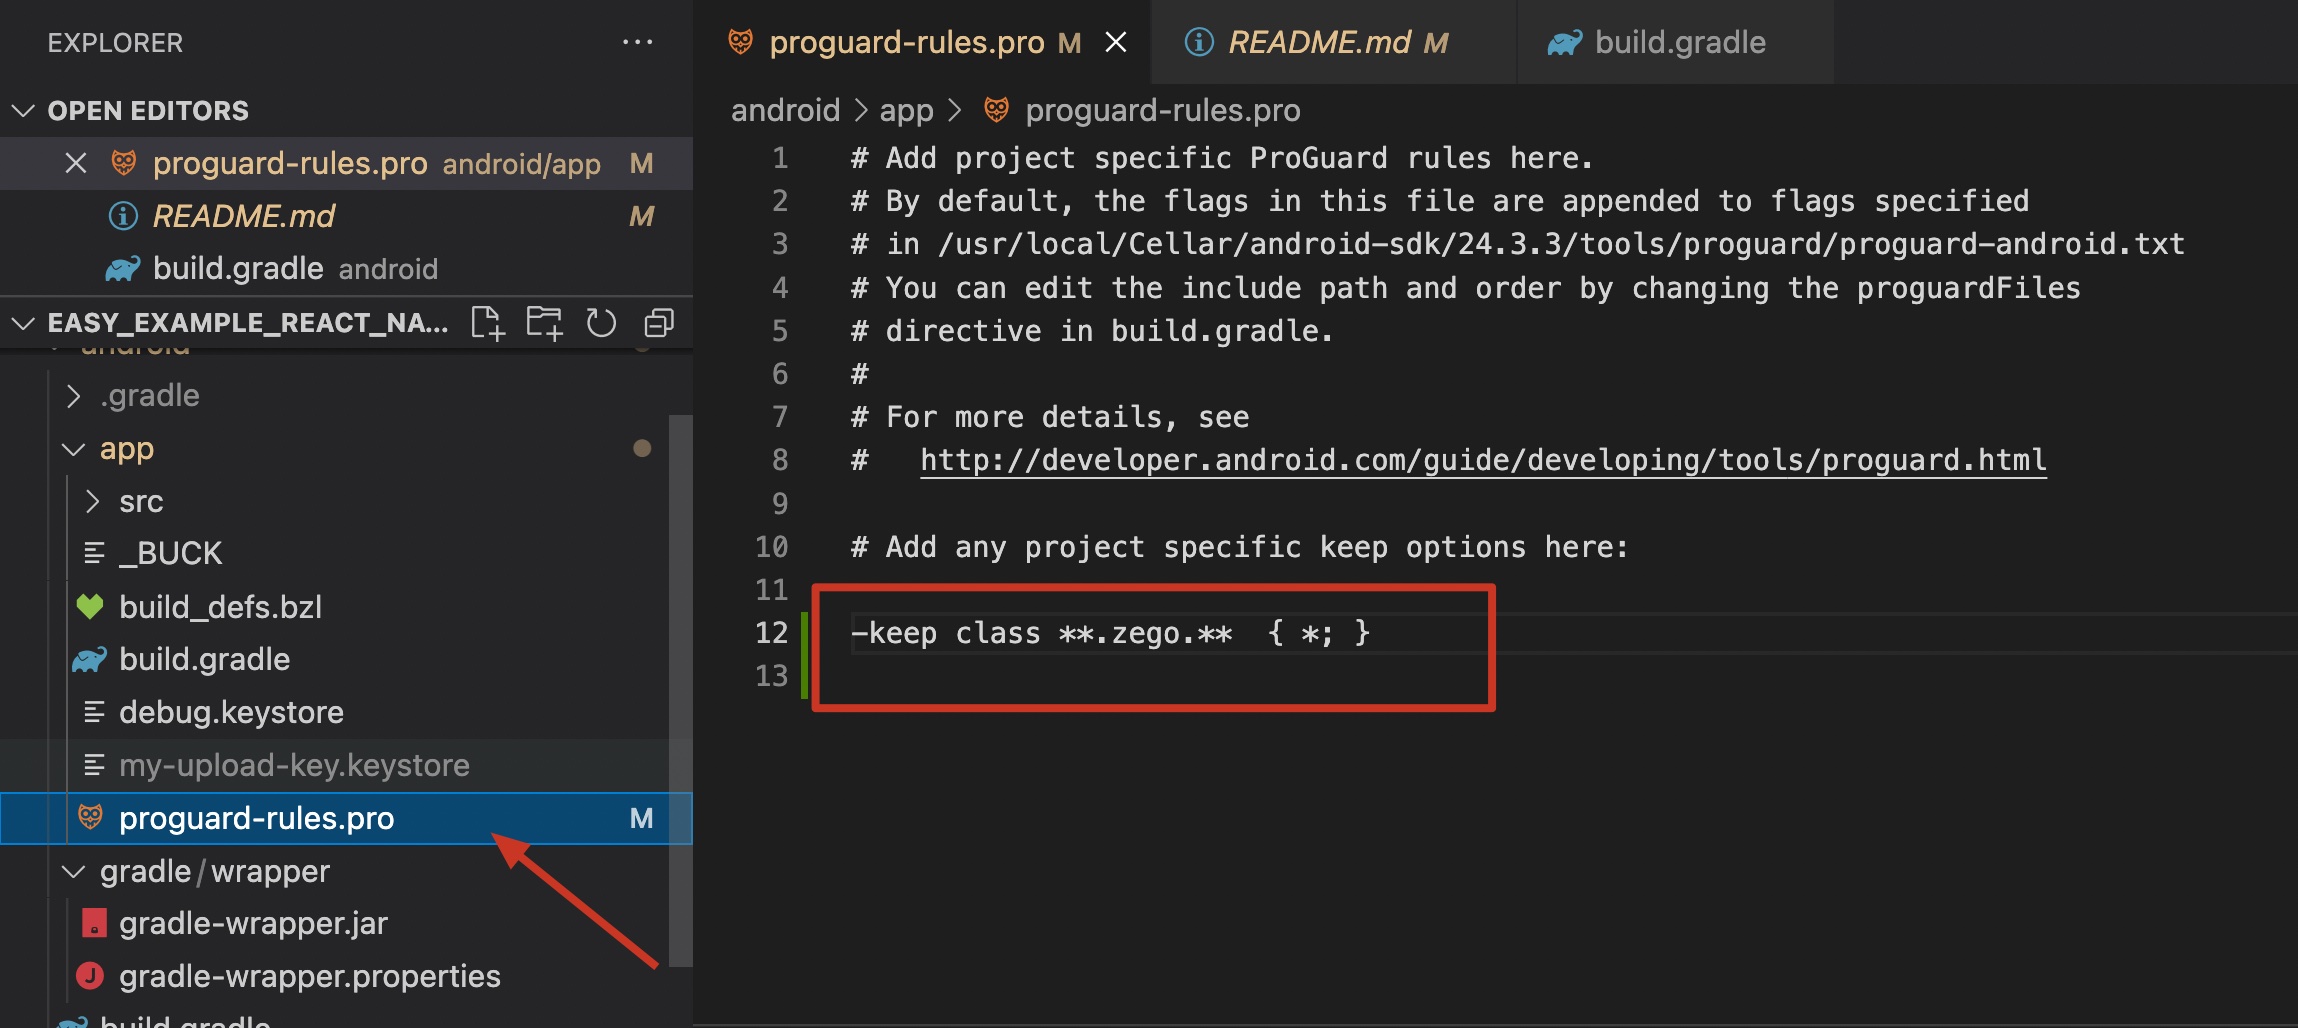 EXPLORER
OPEN EDITORS
proguard-rules.pro android/app M
README.md M
build.gradle android
EASY_EXAMPLE_REACT_NA...
android
.gradle
app
src
_BUCK
build_defs.bzl
build.gradle
debug.keystore
my-upload-key.keystore
proguard-rules.pro M
gradle/wrapper
gradle-wrapper.jar
gradle-wrapper.properties
build.gradle
proguard-rules.pro M
README.md M
build.gradle
android > app > proguard-rules.pro
1 # Add project specific ProGuard rules here.
2 # By default, the flags in this file are appended to flags specified
3 # in /usr/local/Cellar/android-sdk/24.3.3/tools/proguard/proguard-android.txt
4 # You can edit the include path and order by changing the proguardFiles
5 # directive in build.gradle.
6 #
7 # For more details, see
8 #   http://developer.android.com/guide/developing/tools/proguard.html
9
10 # Add any project specific keep options here:
11
12 -keep class **.zego.**  { *; }
13